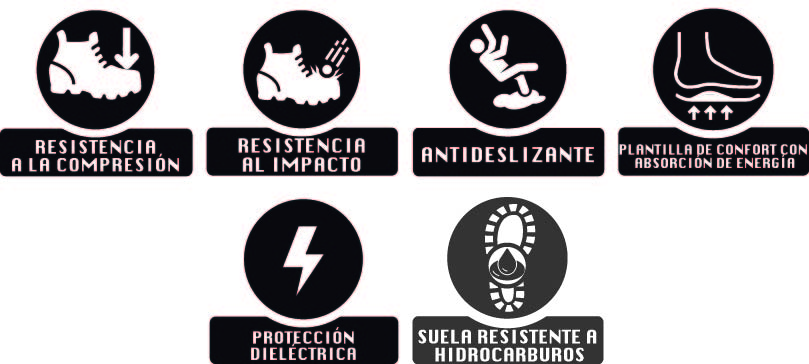 RESISTENCIA
A LA COMPRESIÓN
RESISTENCIA
AL IMPACTO
ANTIDESLIZANTE
PLANTILLA DE CONFORT CON
ABSORCIÓN DE ENERGÍA
PROTECCIÓN
DIELÉCTRICA
SUELA RESISTENTE A
HIDROCARBUROS